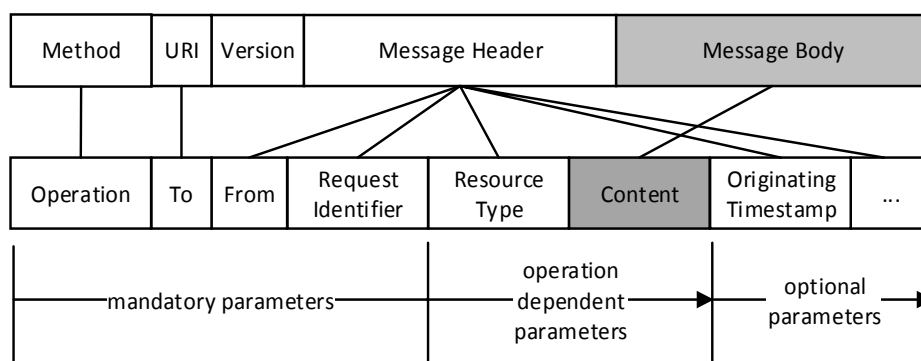 Method URI Version Message Header Message Body
Operation To From Request Identifier Resource Type Content Originating Timestamp ...
mandatory parameters
operation
dependent
parameters
optional
parameters